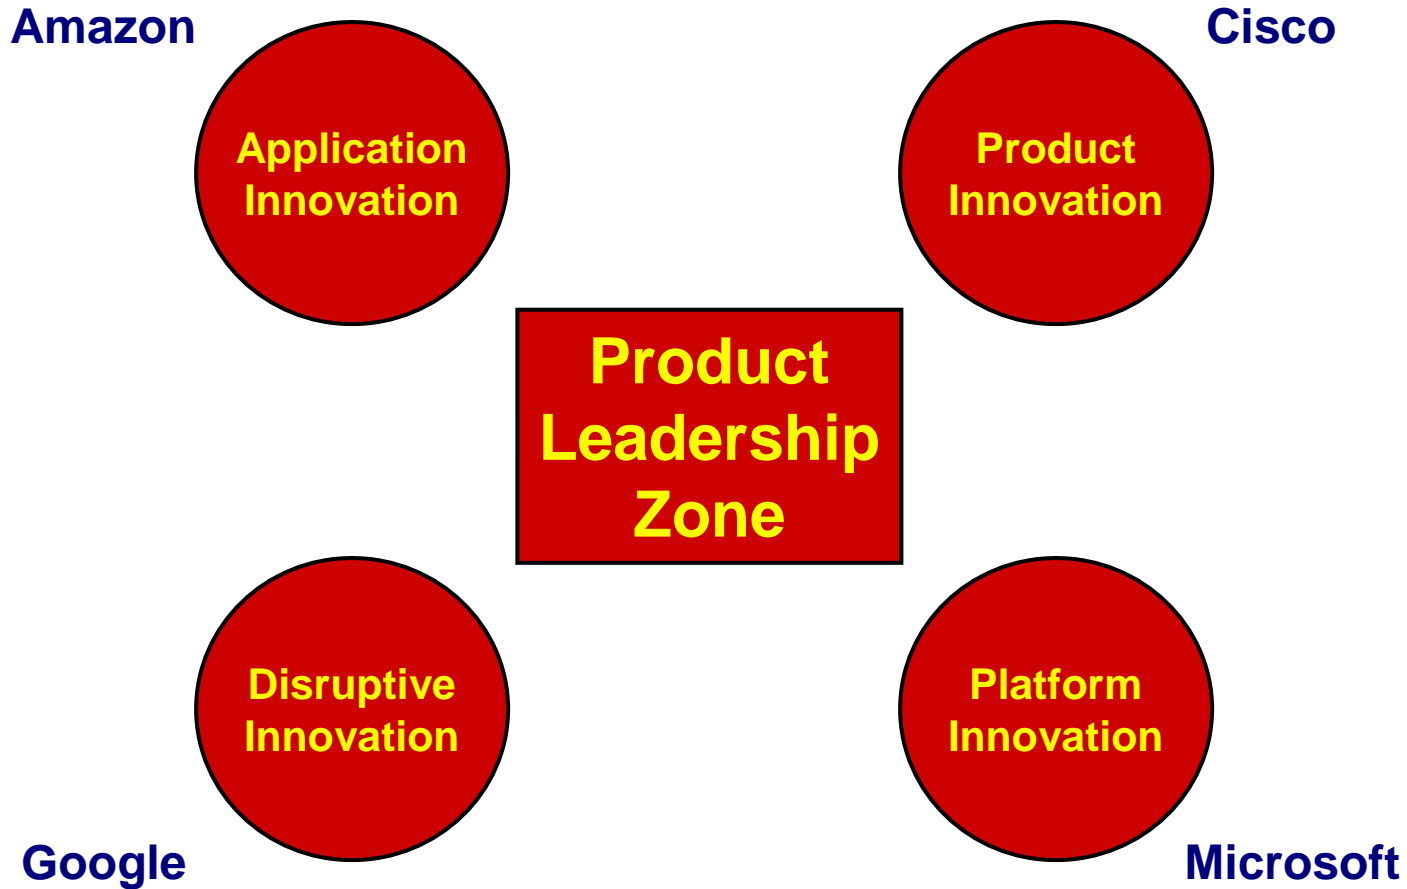 Amazon
Cisco
Application
Innovation
Product
Innovation
Product
Leadership
Zone
Disruptive
Innovation
Platform
Innovation
Google
Microsoft